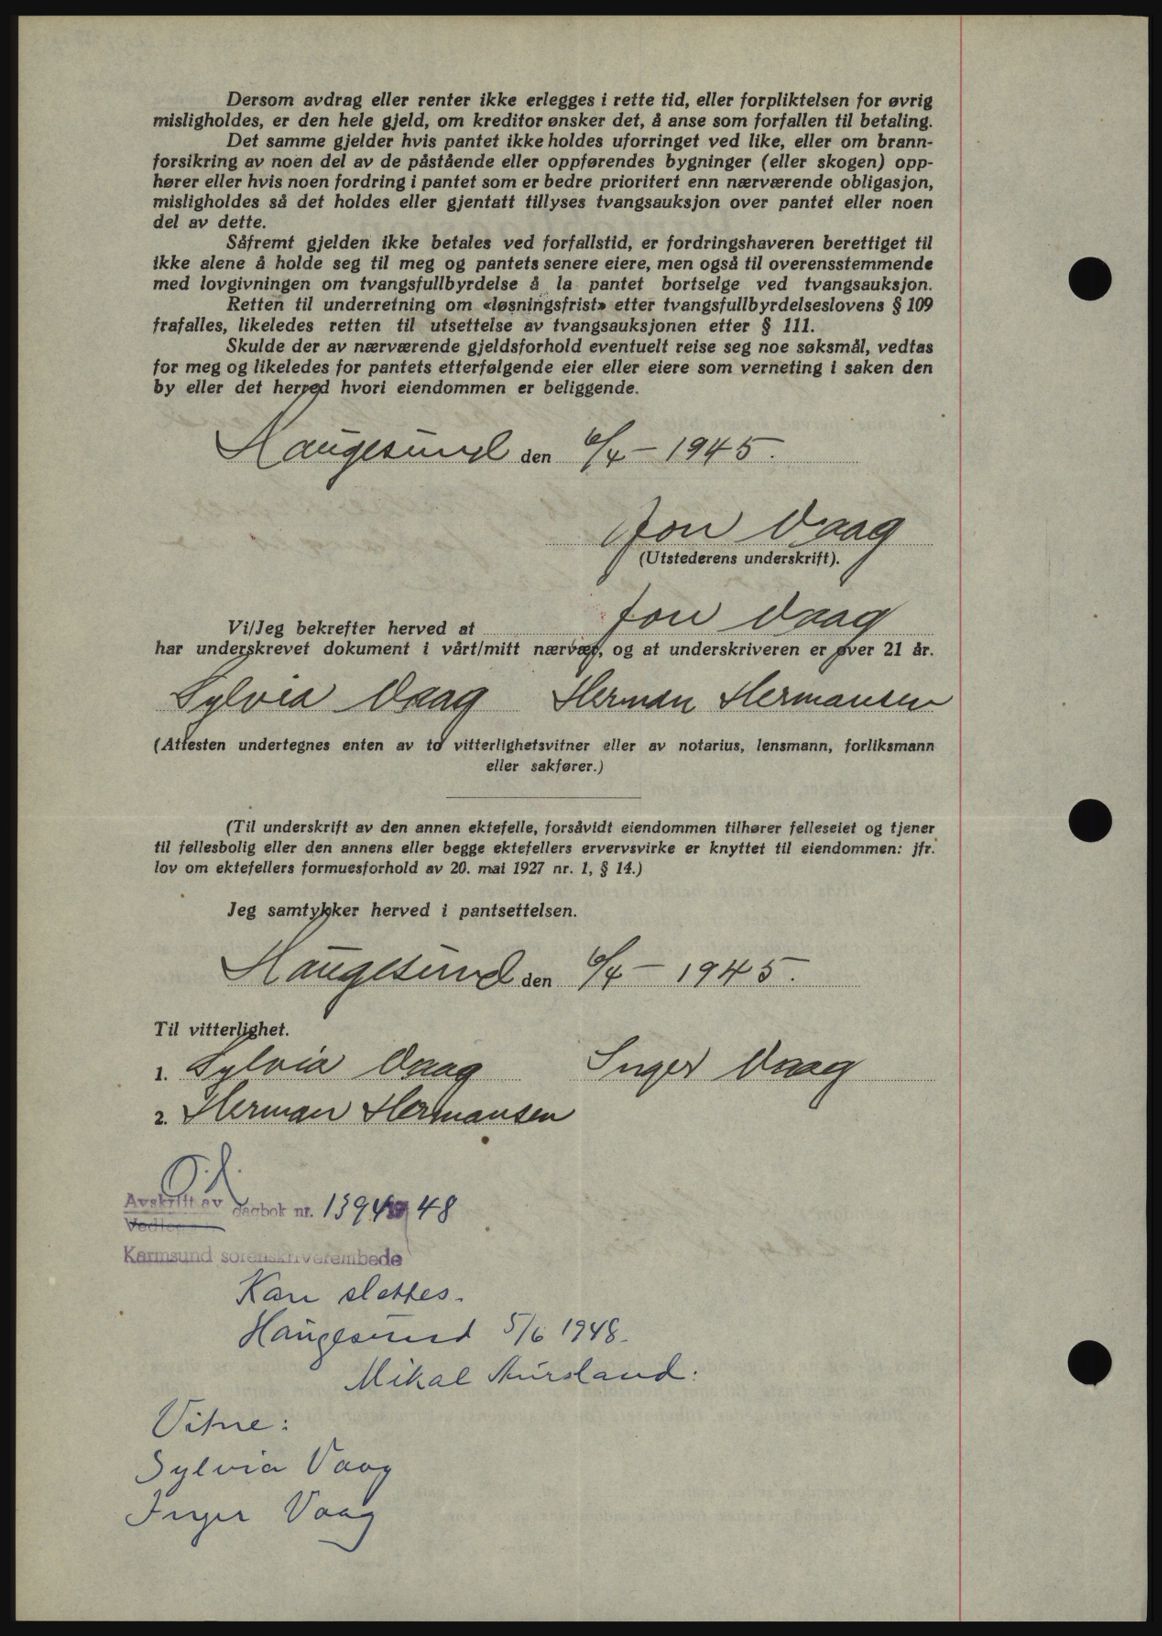 Dersom avdrag eller renter ikke erlegges i rette tid, eller forpliktelsen for øvrig
misligholdes, er den hele gjeld, om kreditor ønsker det, å anse som forfallen til betaling.
Det samme gjelder hvis pantet ikke holdes uforringet ved like, eller om brann-
forsikring av noen del av de påstående eller oppførendes bygninger (eller skogen) opp-
hører eller hvis noen fordring i pantet som er bedre prioritert enn nærværende obligasjon,
misligholdes så det holdes eller gjentatt tillyses tvangsauksjon over pantet eller noen
del av dette.
Såfremt gjelden ikke betales ved forfallstid, er fordringshaveren berettiget til
ikke alene å holde seg til meg og pantets senere eiere, men også til overensstemmende
med lovgivningen om tvangsfullbyrdelse å la pantet bortselge ved tvangsauksjon.
Retten til underretning om «løsningsfrist» etter tvangsfullbyrdelseslovens § 109
frafalles, likeledes retten til utsettelse av tvangsauksjonen etter § 111.
Skulde der av nærværende gjeldsforhold eventuelt reise seg noe søksmål, vedtas
for meg og likeledes for pantets etterfølgende eier eller eiere som verneting i saken den
by eller det herred hvori eiendommen er beliggende.
Haugesund den 6/4 - 1945.
Jon Vaag
(Utstederens underskrift).
Vi/Jeg bekrefter herved at Jon Vaag
har underskrevet dokument i vårt/mitt nærvær, og at underskriveren er over 21 år.
Sylvia Vaag Herman Hermansen
(Attesten undertegnes enten av to vitterlighetsvitner eller av notarius, lensmann, forliksmann
eller sakfører.)
(Til underskrift av den annen ektefelle, forsåvidt eiendommen tilhører felleseiet og tjener
til fellesbolig eller den annens eller begge ektefellers ervervsvirke er knyttet til eiendommen: jfr.
lov om ektefellers formuesforhold av 20. mai 1927 nr. 1, § 14.)
Jeg samtykker herved i pantsettelsen.
Haugesund den 6/4 - 1945.
Til vitterlighet.
1. Sylvia Vaag Inger Vaag
2. Herman Hermansen
Avskrift av dagbok nr. 1394 48
Karmsund sorenskriverembede
Kan slettes.
Haugesund 5/6 1948.
Mikal Aursland.
Vitne:
Sylvia Vaag
Inger Vaag